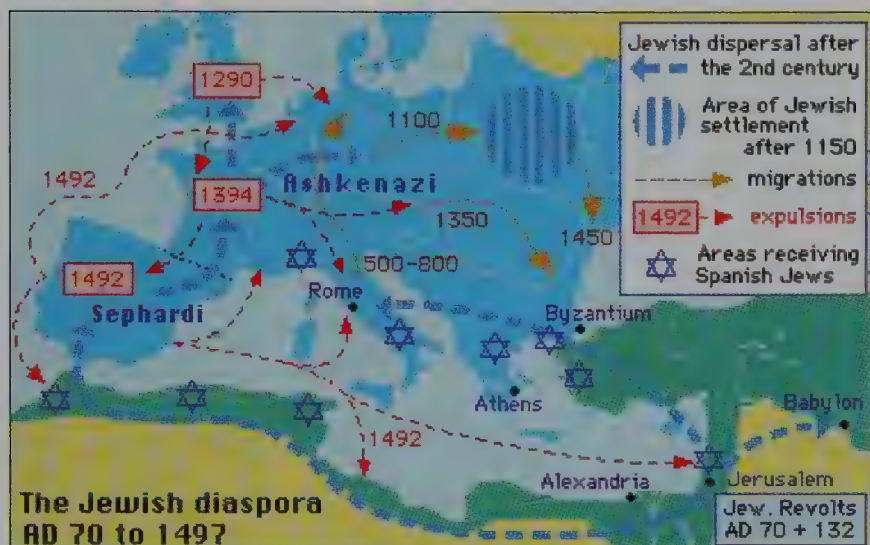 Jewish dispersal after
the 2nd century
Area of Jewish
settlement
after 1150
migrations
1492
expulsions
Areas receiving
Spanish Jews
1290
1100
1492
1394
Ashkenazi
1350
1450
1492
500-800
Rome
Sephardi
Byzantium
Athens
Babylon
1492
Alexandria
Jerusalem
The Jewish diaspora
AD 70 to 1497
Jew. Revolts
AD 70 + 132